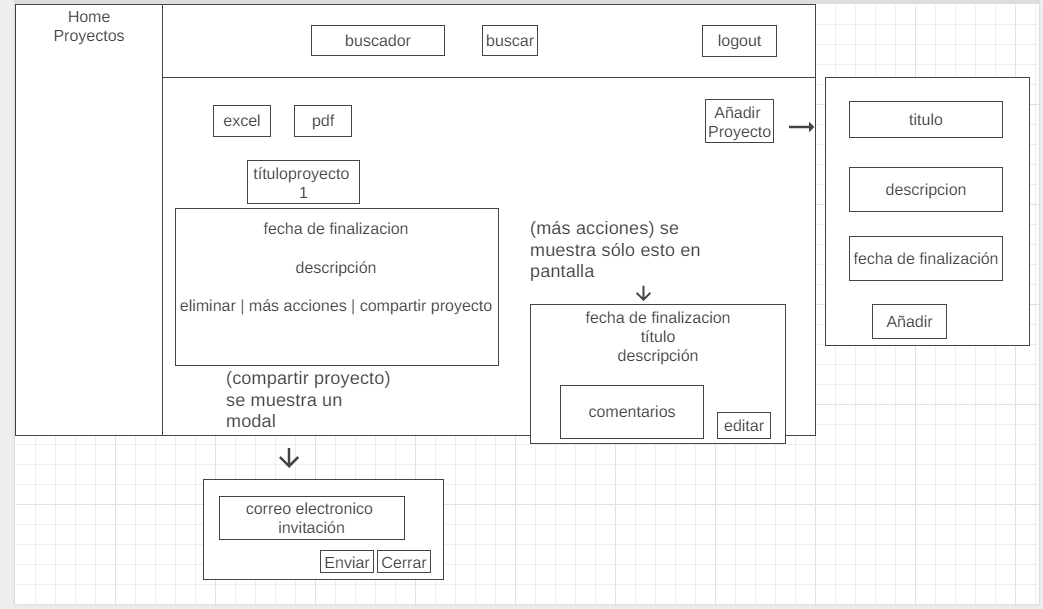 Home
Proyectos
buscador
buscar
logout
excel
pdf
Añadir
Proyecto
títuloproyecto
1
fecha de finalizacion
descripción
eliminar | más acciones | compartir proyecto
(compartir proyecto)
se muestra un
modal
(más acciones) se
muestra sólo esto en
pantalla
fecha de finalizacion
título
descripción
comentarios
editar
titulo
descripcion
fecha de finalización
Añadir
correo electronico
invitación
Enviar
Cerrar